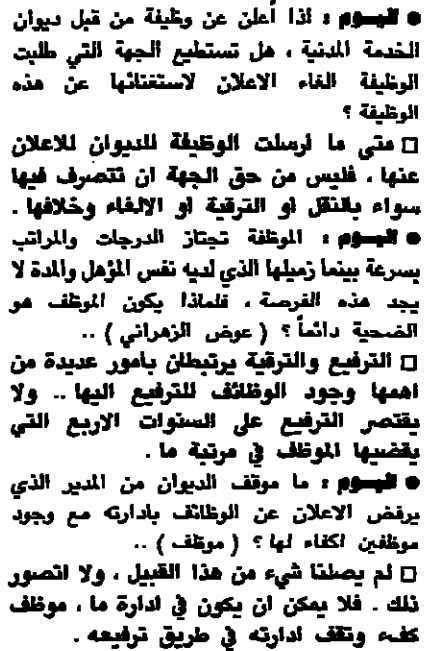 ● اليـوم : اذا أعلن عن وظيفة من قبل ديوان
الخدمة المدنية ، هل تستطيع الجهة التي طلبت
الوظيفة الغاء الاعلان لاستغنائها عن هذه
الوظيفة ؟
□ متى ما ارسلت الوظيفة للديوان للاعلان
عنها ، فليس من حق الجهة ان تتصرف فيها
سواء بالنقل او الترقية او الالغاء وخلافها .
● اليـوم : الموظفة تجتاز الدرجات والمراتب
بسرعة بينما زميلها الذي لديه نفس المؤهل والمدة لا
يجد هذه الفرصة ، فلماذا يكون الموظف هو
الضحية دائماً ؟ ( عوض الزهراني ) ..
□ الترفيع والترقية يرتبطان بامور عديدة من
اهمها وجود الوظائف للترفيع اليها .. ولا
يقتصر الترفيع على السنوات الاربع التي
يقضيها الموظف في مرتبة ما .
● اليـوم : ما موقف الديوان من المدير الذي
يرفض الاعلان عن الوظائف بادارته مع وجود
موظفين اكفاء لها ؟ ( موظف ) ..
□ لم يصلنا شيء من هذا القبيل ، ولا اتصور
ذلك . فلا يمكن ان يكون في ادارة ما ، موظف
كفء وتقف ادارته في طريق ترفيعه .